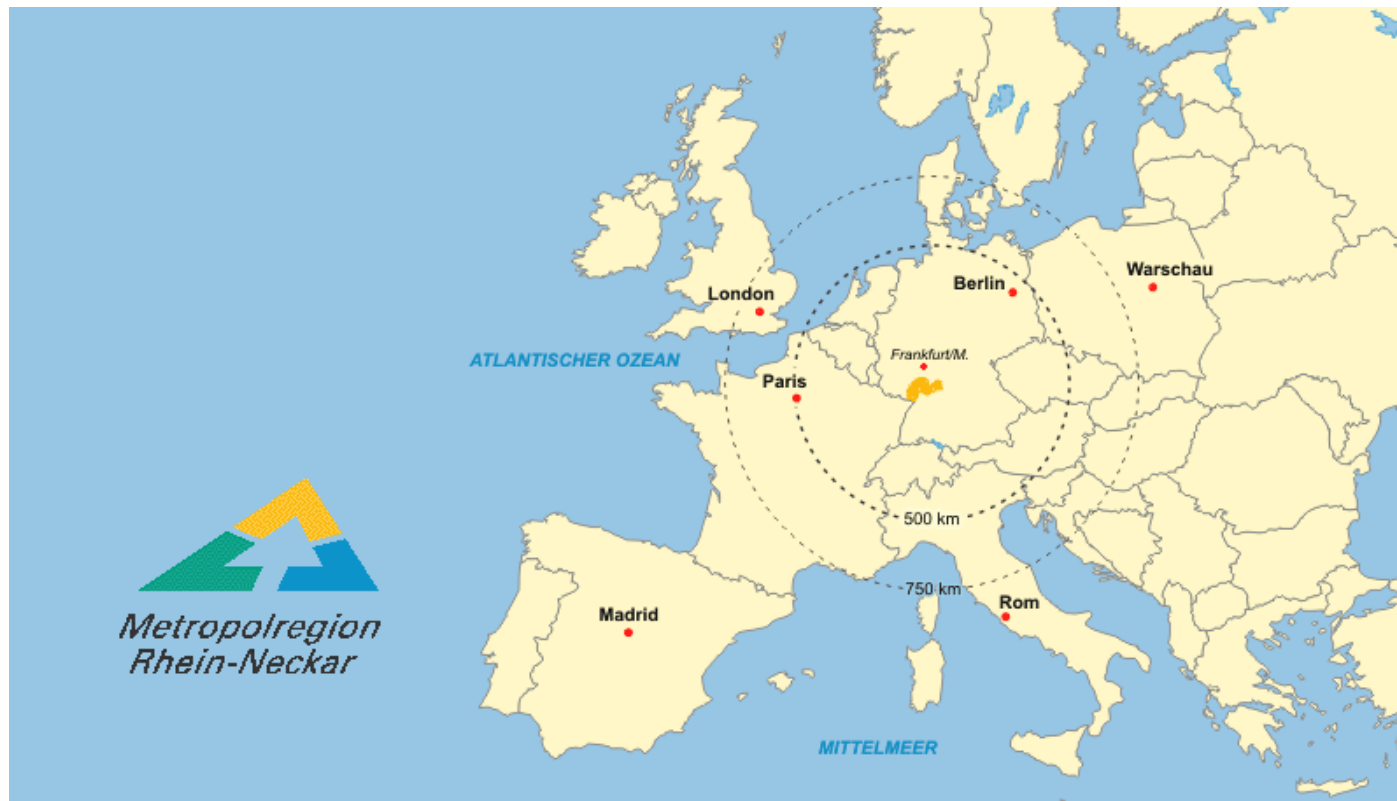 Warschau
Berlin
London
Frankfurt/M.
ATLANTISCHER OZEAN
Paris
500 km
750 km
Rom
Madrid
Metropolregion
Rhein-Neckar
MITTELMEER